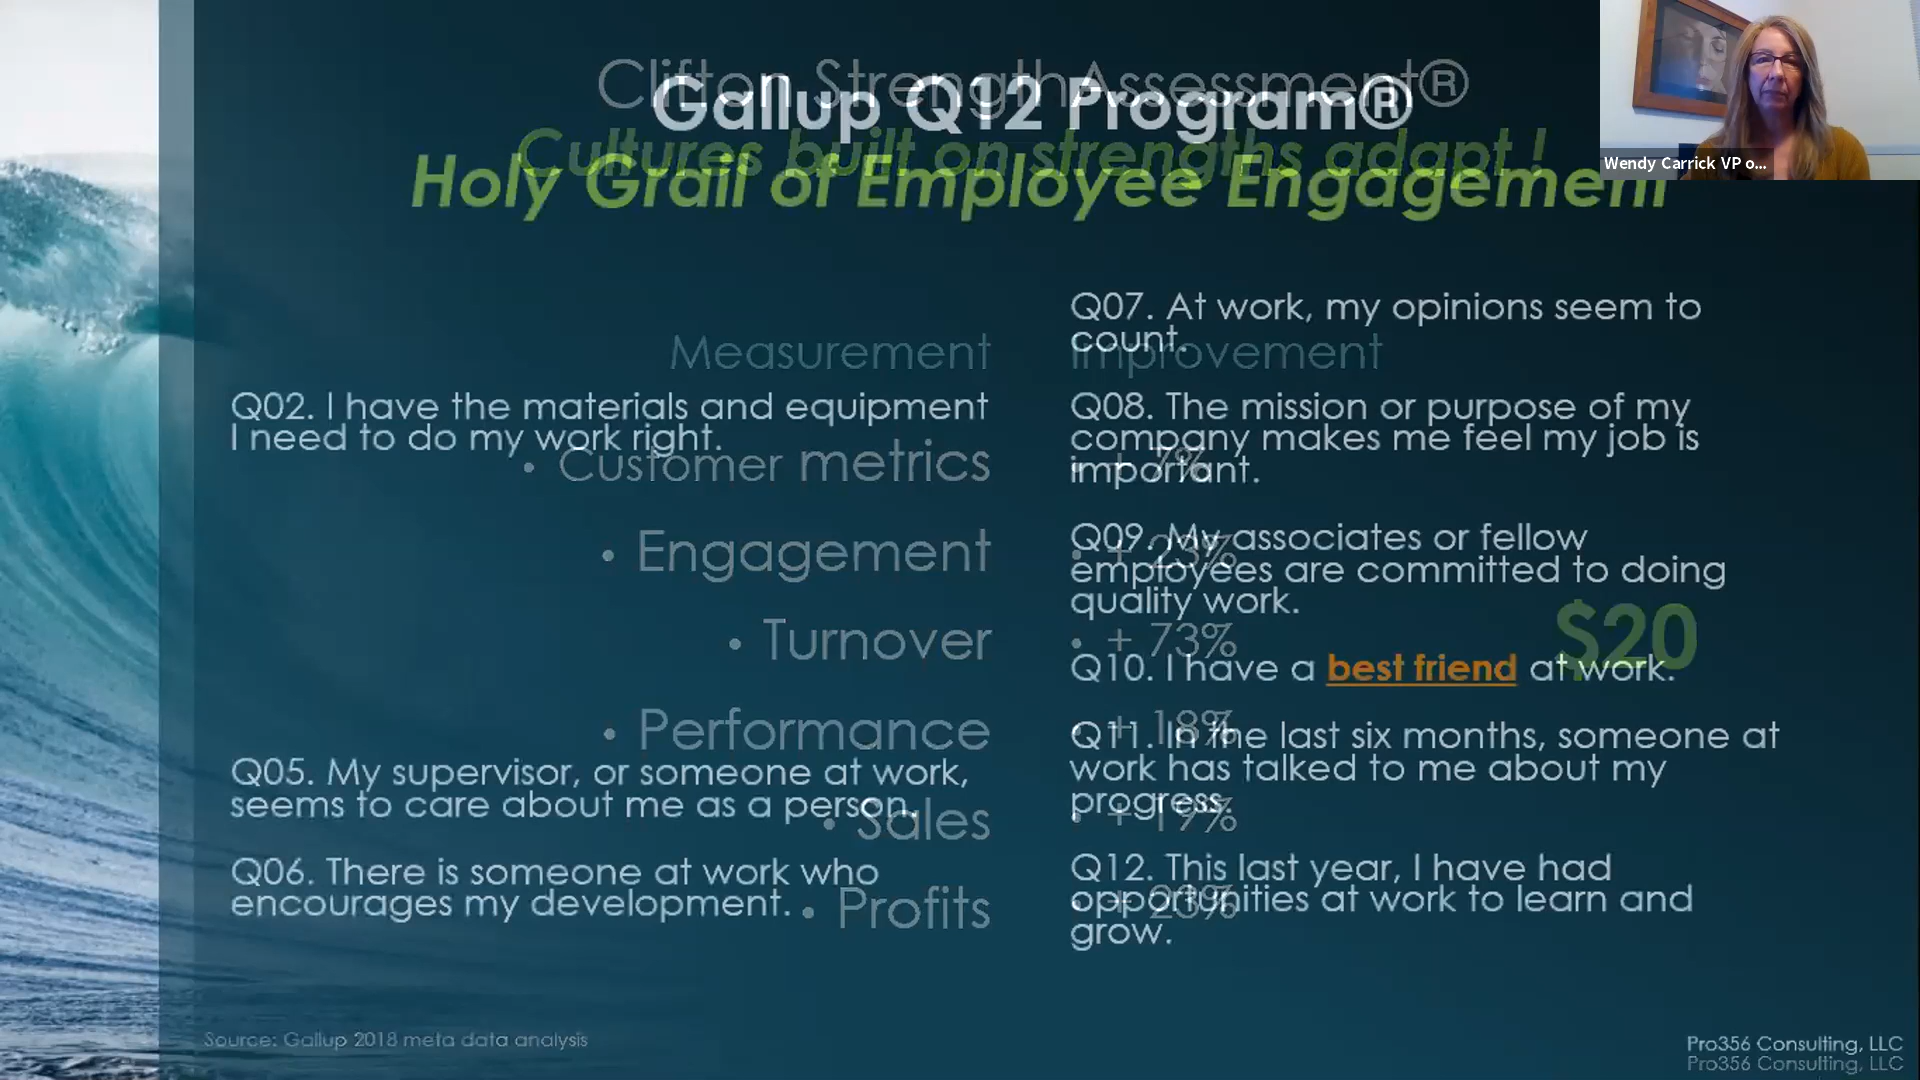 Clifton Strength Assessment®
Gallup Q12 Program®
Cultures built on strengths adapt !
Holy Grail of Employee Engagement
Wendy Carrick VP o...
Measurement
Q02. I have the materials and equipment
I need to do my work right.
• Customer metrics
• Engagement
• Turnover
• Performance
Q05. My supervisor, or someone at work,
seems to care about me as a person.
• Sales
Q06. There is someone at work who
encourages my development.
• Profits
Q07. At work, my opinions seem to
count.
Improvement
Q08. The mission or purpose of my
company makes me feel my job is
important.
• + 7%
Q09. My associates or fellow
• + 23%
employees are committed to doing
quality work.
$20
• + 73%
Q10. I have a best friend at work.
• + 18%
Q11. In the last six months, someone at
work has talked to me about my
progress.
• + 19%
Q12. This last year, I have had
opportunities at work to learn and
grow.
Source: Gallup 2018 meta data analysis
Pro356 Consulting, LLC
Pro356 Consulting, LLC